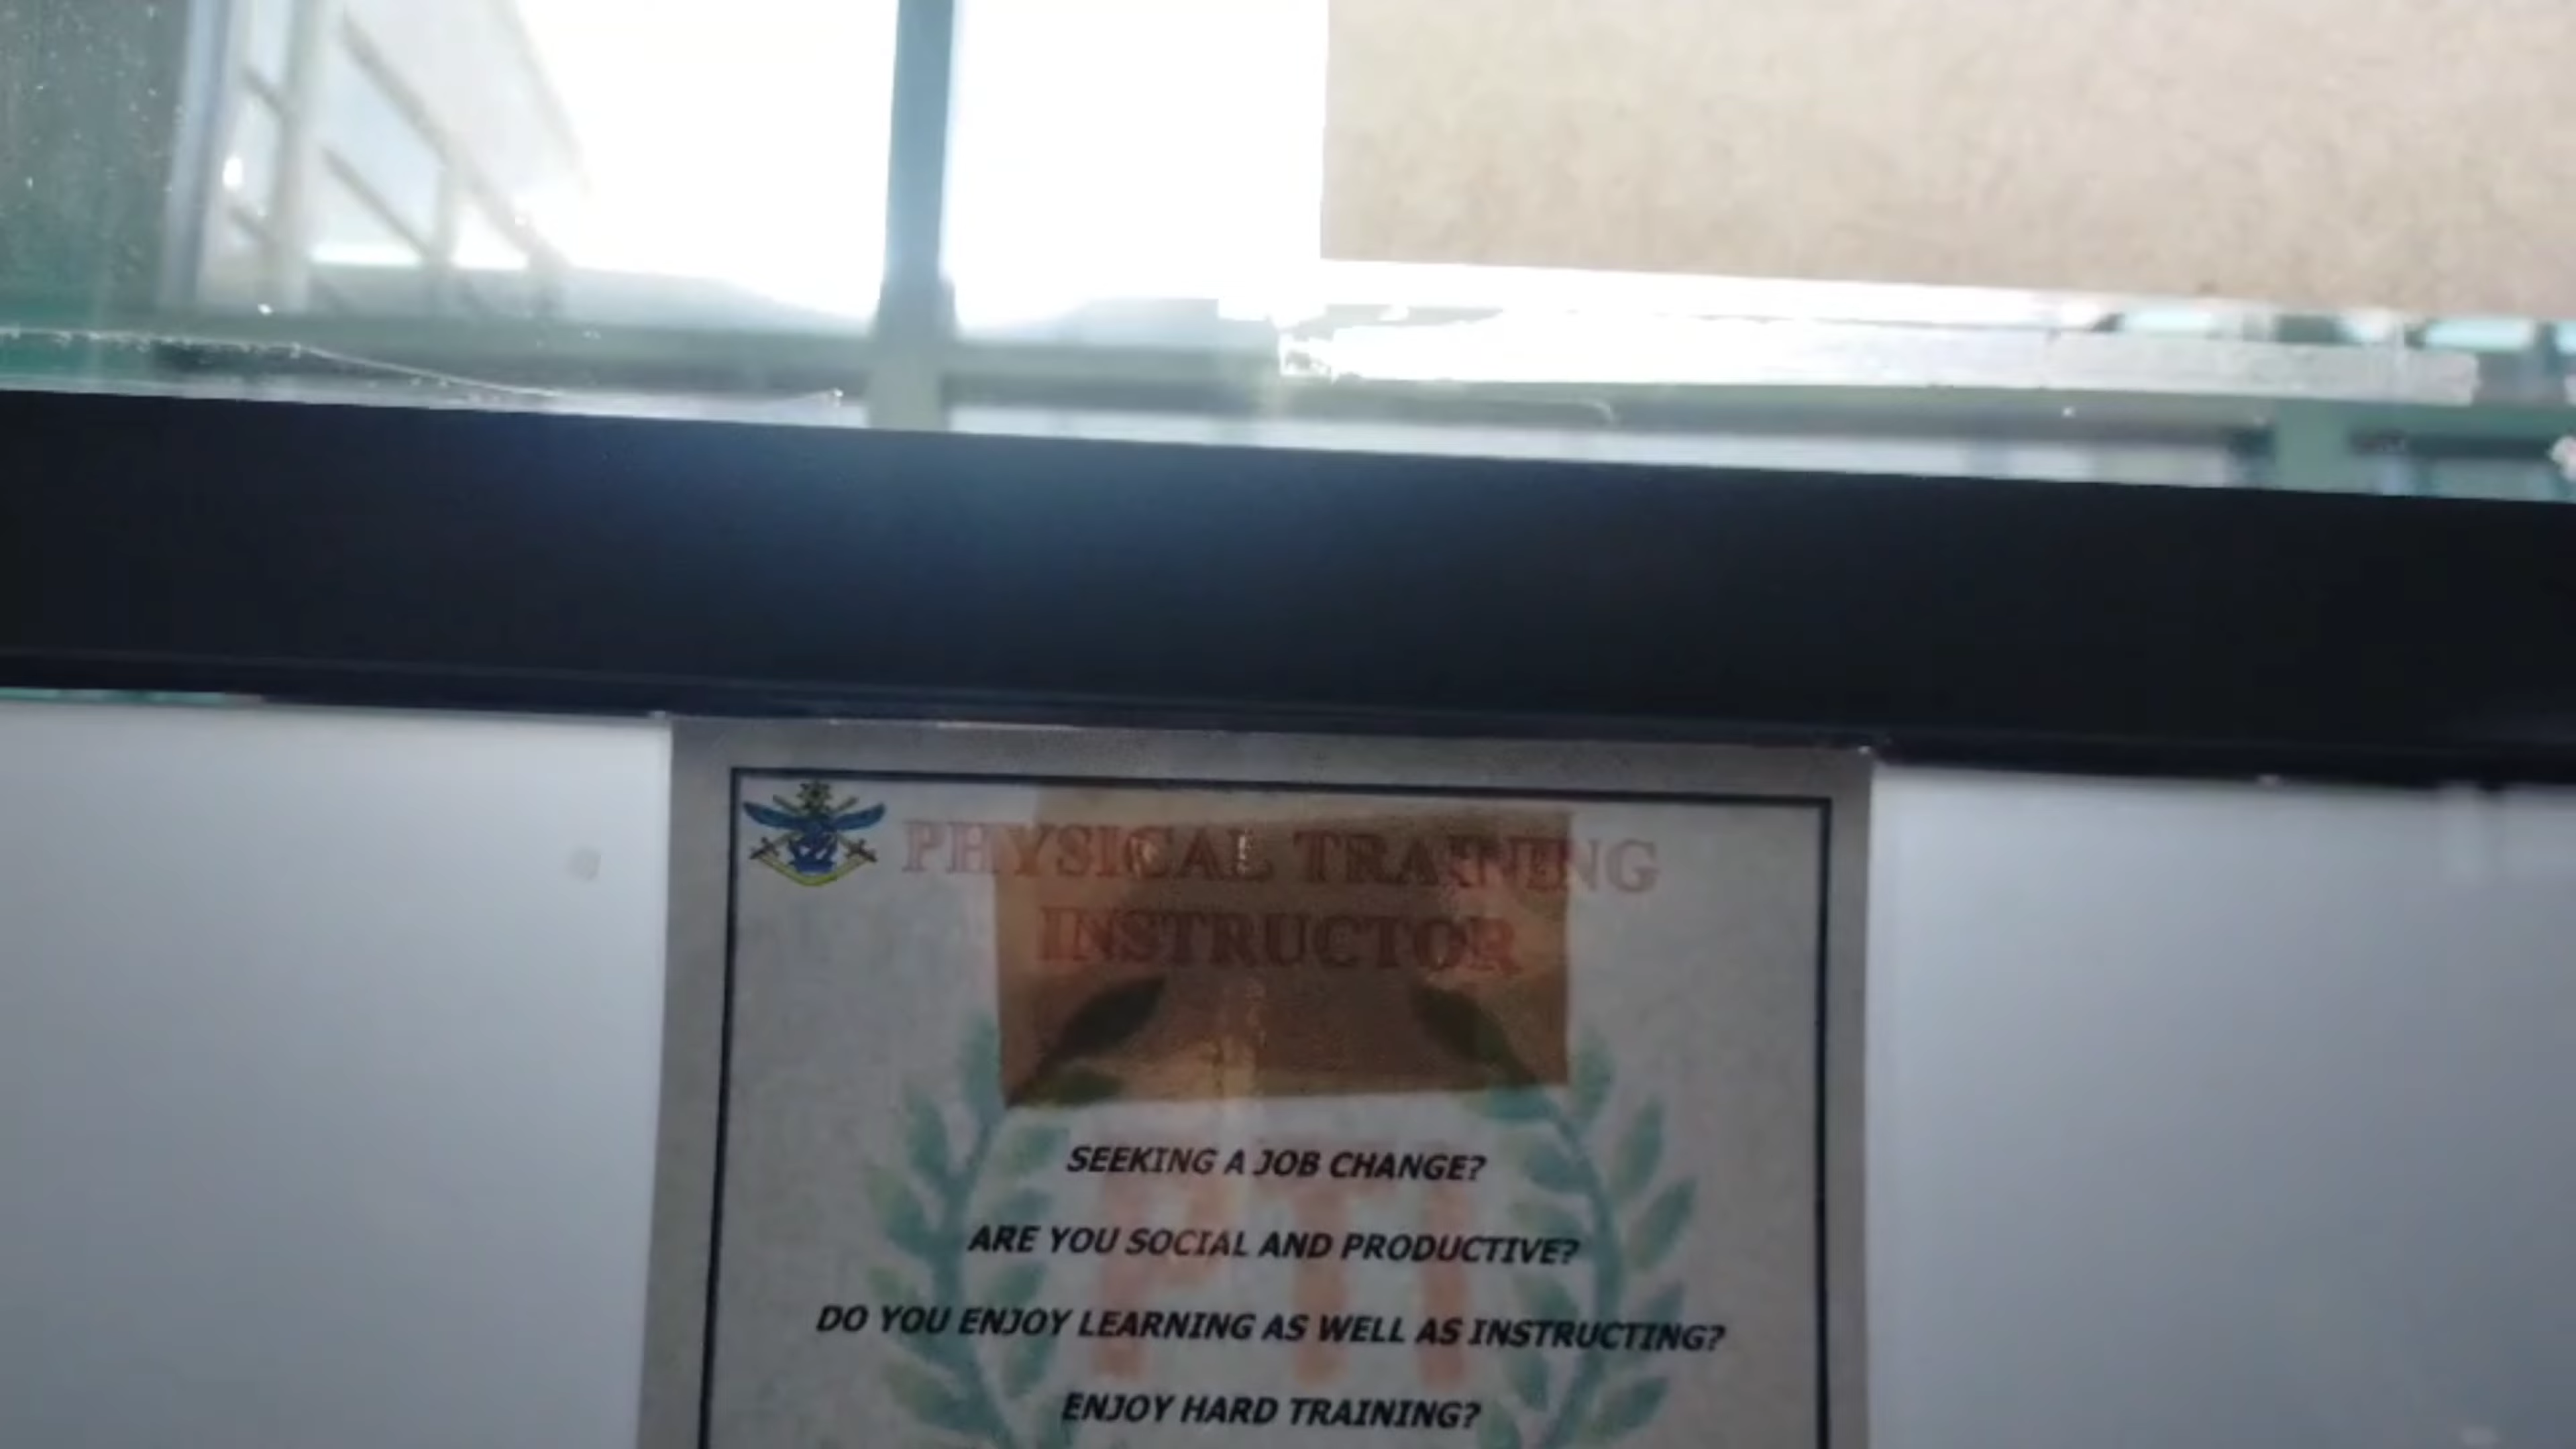 PHYSICAL TRAINING
INSTRUCTOR
PTI
SEEKING A JOB CHANGE?
ARE YOU SOCIAL AND PRODUCTIVE?
DO YOU ENJOY LEARNING AS WELL AS INSTRUCTING?
ENJOY HARD TRAINING?